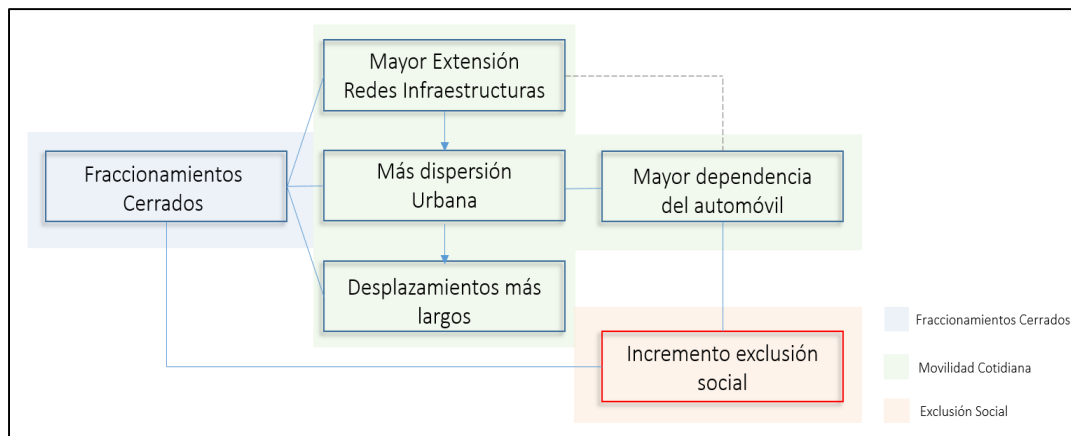 Mayor Extensión
Redes Infraestructuras
Fraccionamientos
Cerrados
Más dispersión
Urbana
Mayor dependencia
del automóvil
Desplazamientos más
largos
Incremento exclusión
social
Fraccionamientos Cerrados
Movilidad Cotidiana
Exclusión Social